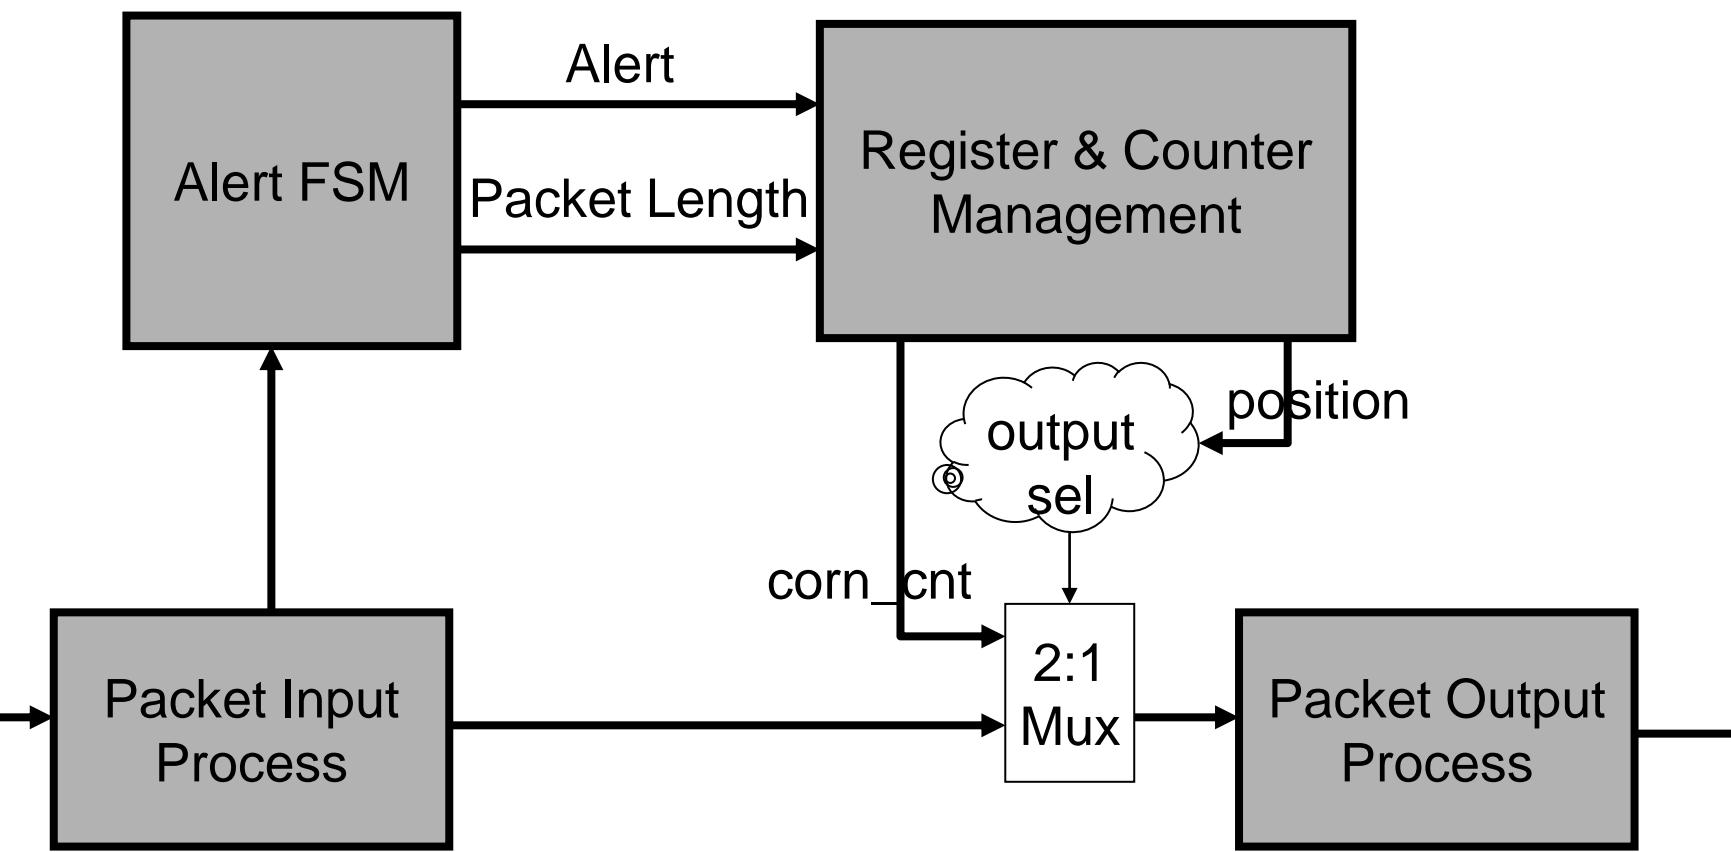 Alert
Alert FSM
Packet Length
Register & Counter
Management
position
output
sel
corn_cnt
2:1
Mux
Packet Input
Process
Packet Output
Process